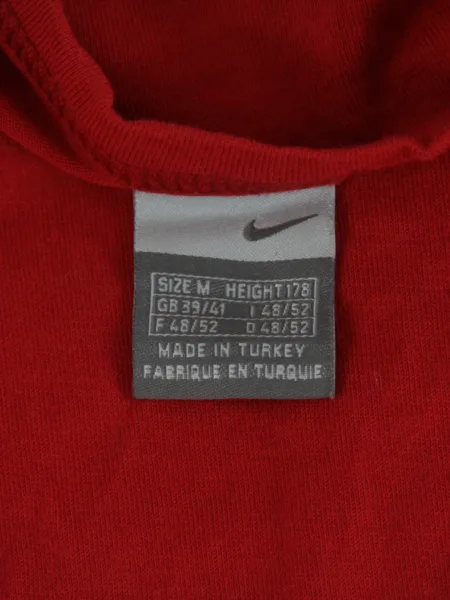 SIZE M HEIGHT 178
GB 39/41 I 48/52
F 48/52 D 48/52
MADE IN TURKEY
FABRIQUE EN TURQUIE